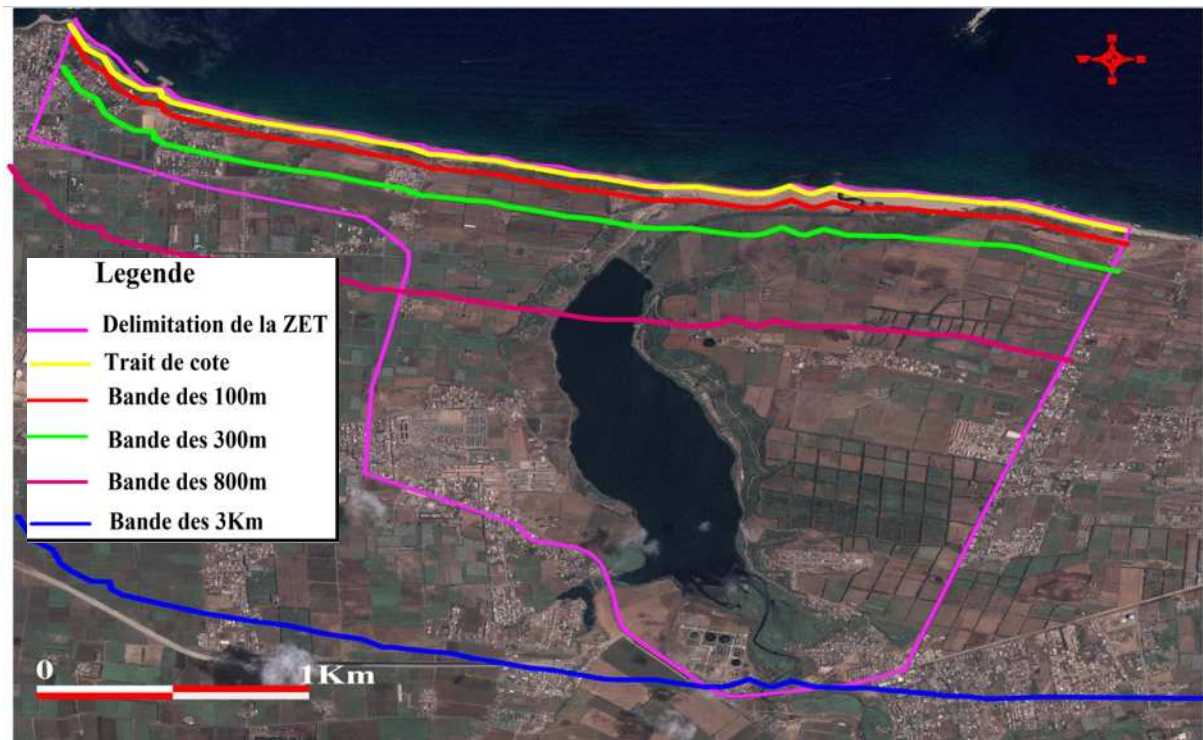 N
W E
S
Legende
Delimitation de la ZET
Trait de cote
Bande des 100m
Bande des 300m
Bande des 800m
Bande des 3Km
0 1Km